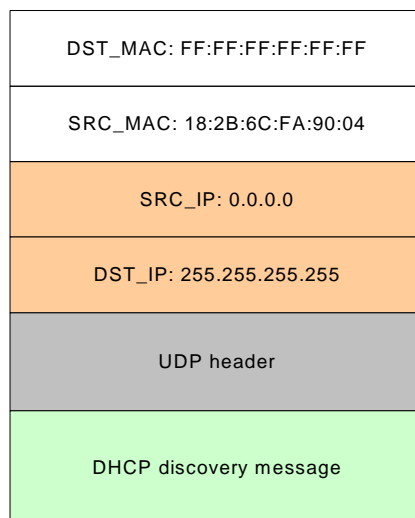 DST_MAC: FF:FF:FF:FF:FF:FF
SRC_MAC: 18:2B:6C:FA:90:04
SRC_IP: 0.0.0.0
DST_IP: 255.255.255.255
UDP header
DHCP discovery message